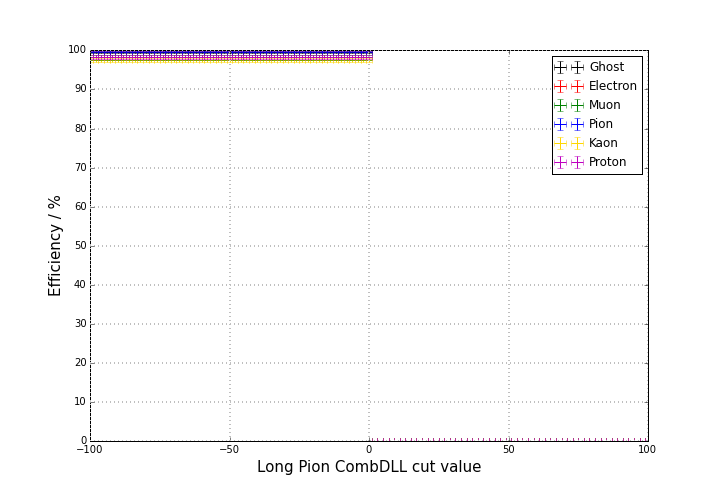 100
90
80
70
60
50
40
30
20
10
0
Efficiency / %
−100
−50
0
50
100
Long Pion CombDLL cut value
Ghost
Electron
Muon
Pion
Kaon
Proton